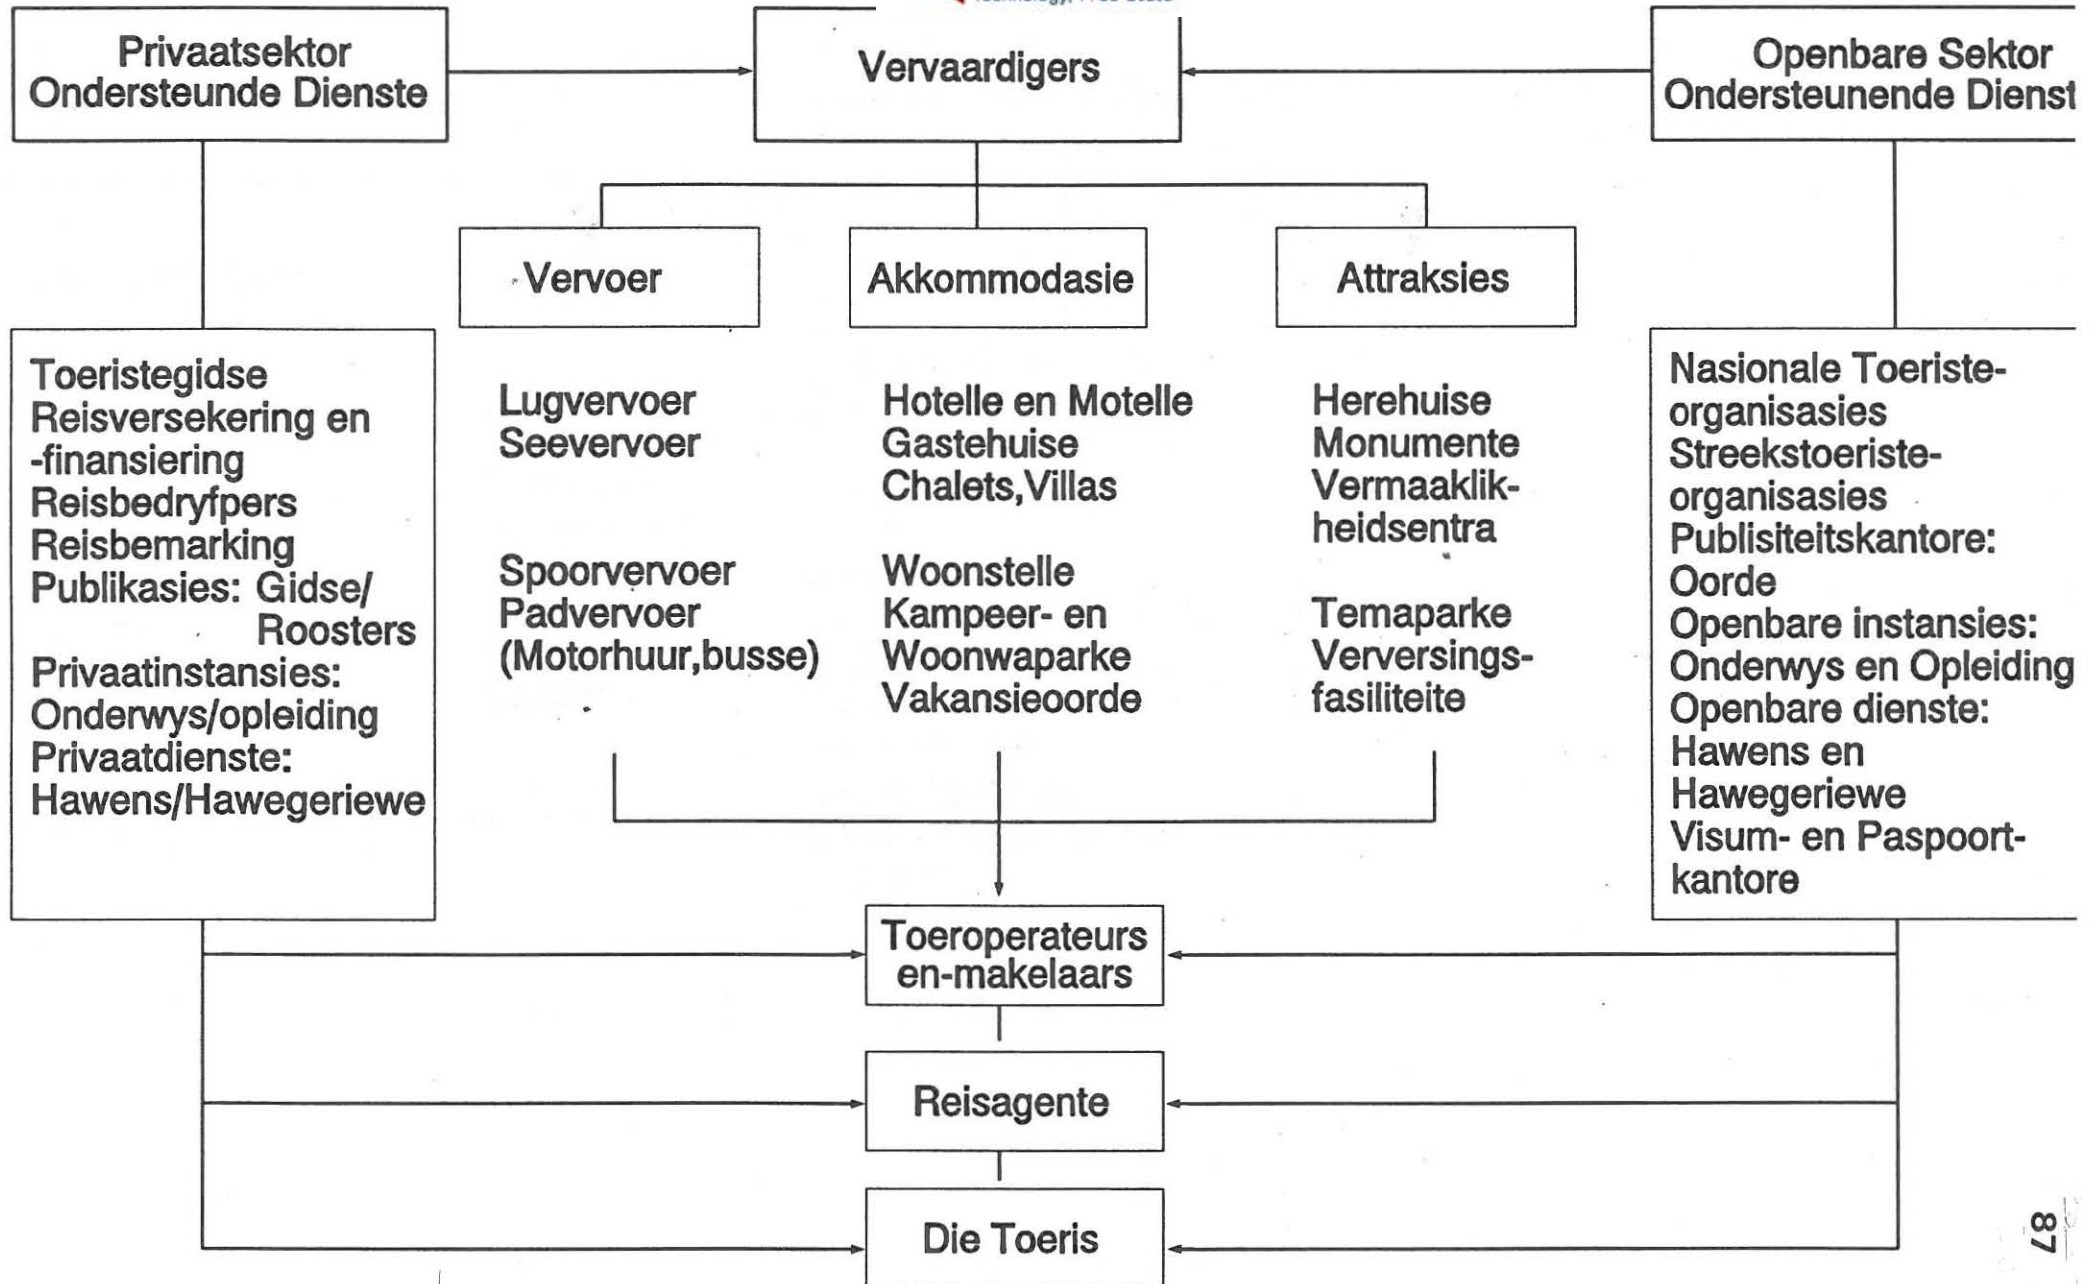 Privaatsektor
Ondersteunde Dienste
Vervaardigers
Openbare Sektor
Ondersteunende Dienst
Vervoer
Akkommodasie
Attraksies
Toeristegidse
Reisversekering en
-finansiering
Reisbedryfpers
Reisbemarking
Publikasies: Gidse/
Roosters
Privaatinstansies:
Onderwys/opleiding
Privaatdienste:
Hawens/Hawegeriewe
Lugvervoer
Seevervoer
Spoorvervoer
Padvervoer
(Motorhuur,busse)
Hotelle en Motelle
Gastehuise
Chalets,Villas
Woonstelle
Kampeer- en
Woonwaparke
Vakansieoorde
Herehuise
Monumente
Vermaaklik-
heidsentra
Temaparke
Verversings-
fasiliteite
Nasionale Toeriste-
organisasies
Streekstoeriste-
organisasies
Publisiteitskantore:
Oorde
Openbare instansies:
Onderwys en Opleiding
Openbare dienste:
Hawens en
Hawegeriewe
Visum- en Paspoort-
kantore
Toeroperateurs
en-makelaars
Reisagente
Die Toeris
87